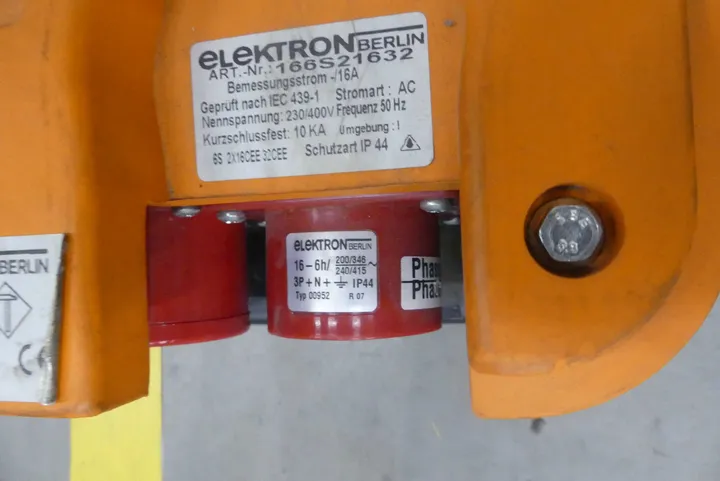 eLeKTRON BERLIN
ART.-Nr.: 166S21632
Bemessungsstrom -/16A
Geprüft nach IEC 439-1 Stromart : AC
Nennspannung: 230/400V Frequenz 50 Hz
Kurzschlussfest: 10 KA Umgebung : I
6S 2X16CEE 32CEE Schutzart IP 44
eLeKTRON BERLIN
16-6h/ 200/346 240/415 ~
3P+N+⏚ IP44
Typ 00952 R 07
BERLIN
CE